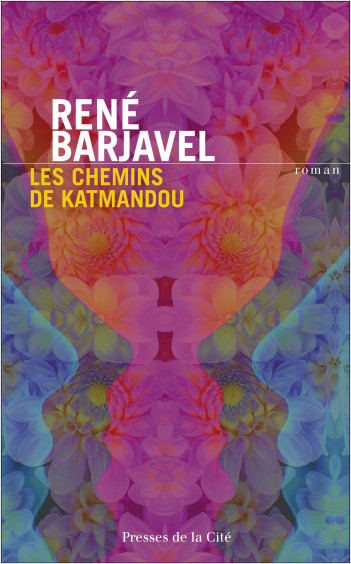 RENÉ
BARJAVEL
LES CHEMINS
DE KATMANDOU
roman
Presses de la Cité